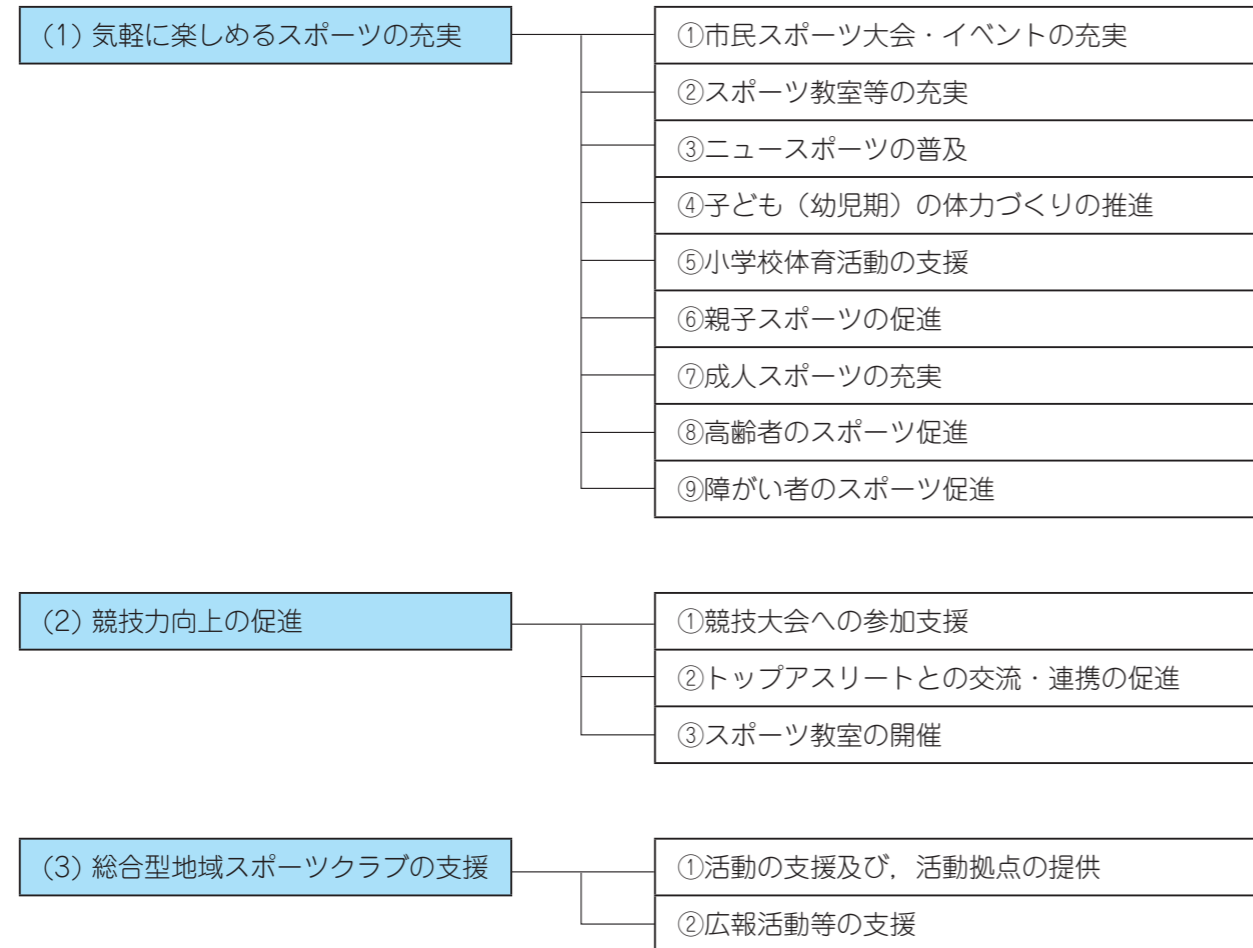 (1) 気軽に楽しめるスポーツの充実
①市民スポーツ大会・イベントの充実
②スポーツ教室等の充実
③ニュースポーツの普及
④子ども（幼児期）の体力づくりの推進
⑤小学校体育活動の支援
⑥親子スポーツの促進
⑦成人スポーツの充実
⑧高齢者のスポーツ促進
⑨障がい者のスポーツ促進
(2) 競技力向上の促進
①競技大会への参加支援
②トップアスリートとの交流・連携の促進
③スポーツ教室の開催
(3) 総合型地域スポーツクラブの支援
①活動の支援及び，活動拠点の提供
②広報活動等の支援